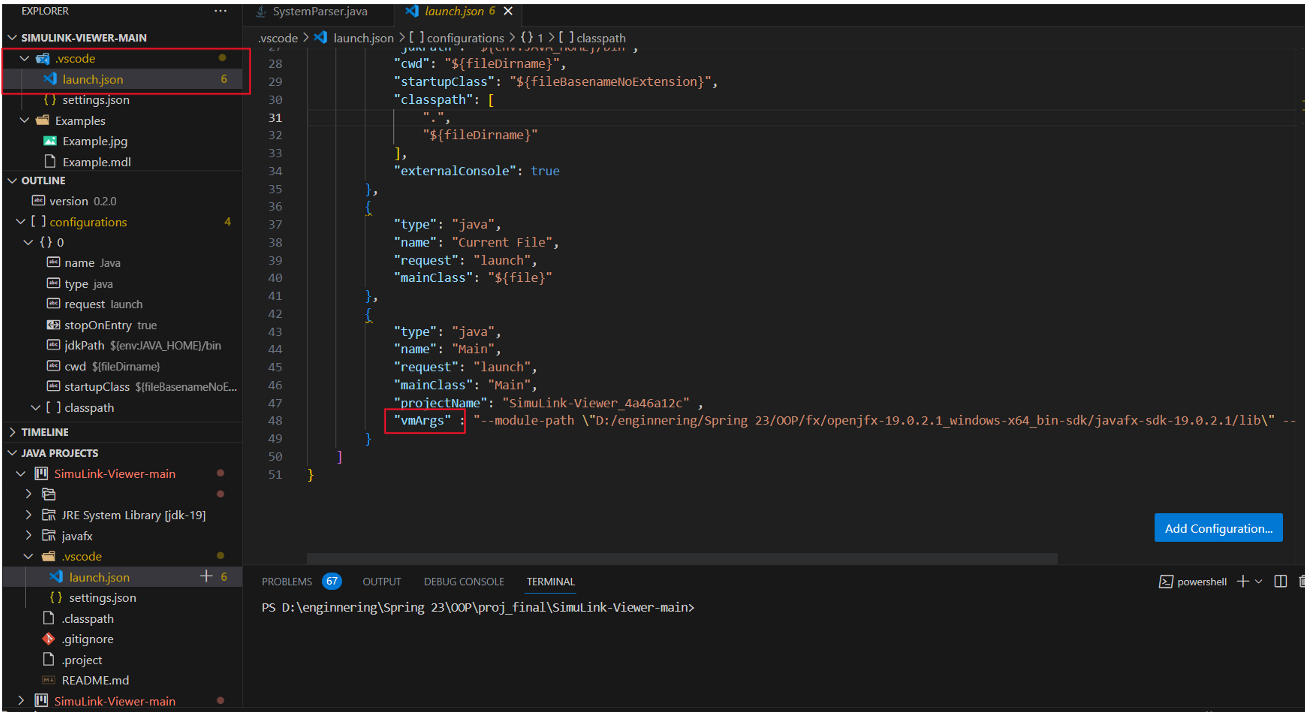 EXPLORER
···
SystemParser.java
launch.json 6
SIMULINK-VIEWER-MAIN
.vscode
launch.json 6
settings.json
Examples
Example.jpg
Example.mdl
OUTLINE
version 0.2.0
[ ] configurations 4
{} 0
name Java
type java
request launch
stopOnEntry true
jdkPath ${env:JAVA_HOME}/bin
cwd ${fileDirname}
startupClass ${fileBasenameNoE...
[ ] classpath
TIMELINE
JAVA PROJECTS
SimuLink-Viewer-main
JRE System Library [jdk-19]
javafx
.vscode
launch.json + 6
{} settings.json
.classpath
.gitignore
.project
README.md
SimuLink-Viewer-main
.vscode > launch.json > [ ] configurations > {} 1 > [ ] classpath
27 "jdkPath": "${env:JAVA_HOME}/bin",
28 "cwd": "${fileDirname}",
29 "startupClass": "${fileBasenameNoExtension}",
30 "classpath": [
31 ".",
32 "${fileDirname}"
33 ],
34 "externalConsole": true
35 },
36 {
37 "type": "java",
38 "name": "Current File",
39 "request": "launch",
40 "mainClass": "${file}"
41 },
42 {
43 "type": "java",
44 "name": "Main",
45 "request": "launch",
46 "mainClass": "Main",
47 "projectName": "SimuLink-Viewer_4a46a12c" ,
48 "vmArgs" : "--module-path \"D:/enginnering/Spring 23/OOP/fx/openjfx-19.0.2.1_windows-x64_bin-sdk/javafx-sdk-19.0.2.1/lib\" --
49 }
50 ]
51 }
Add Configuration...
PROBLEMS 67 OUTPUT DEBUG CONSOLE TERMINAL
powershell
PS D:\enginnering\Spring 23\OOP\proj_final\SimuLink-Viewer-main>